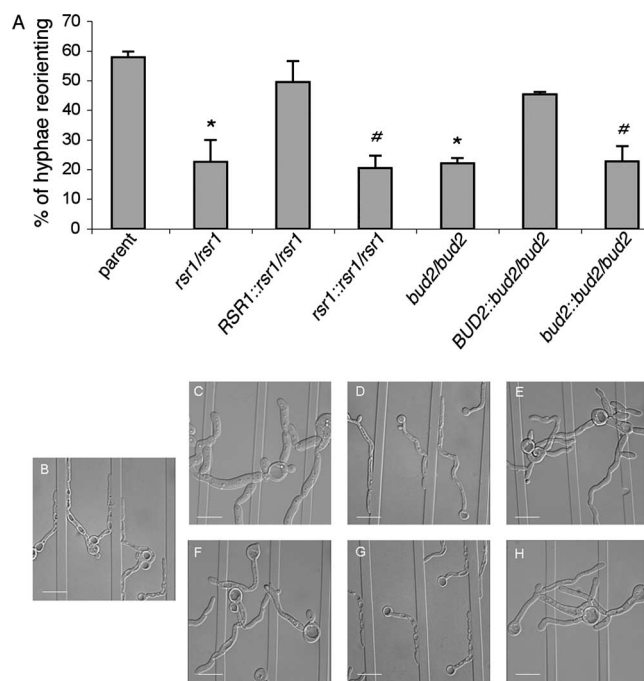 A
% of hyphae reorienting
70
60
50
40
30
20
10
0
*
#
*
#
parent
rsr1/rsr1
RSR1::rsr1/rsr1
rsr1::rsr1/rsr1
bud2/bud2
BUD2::bud2/bud2
bud2::bud2/bud2
B
C
D
E
F
G
H